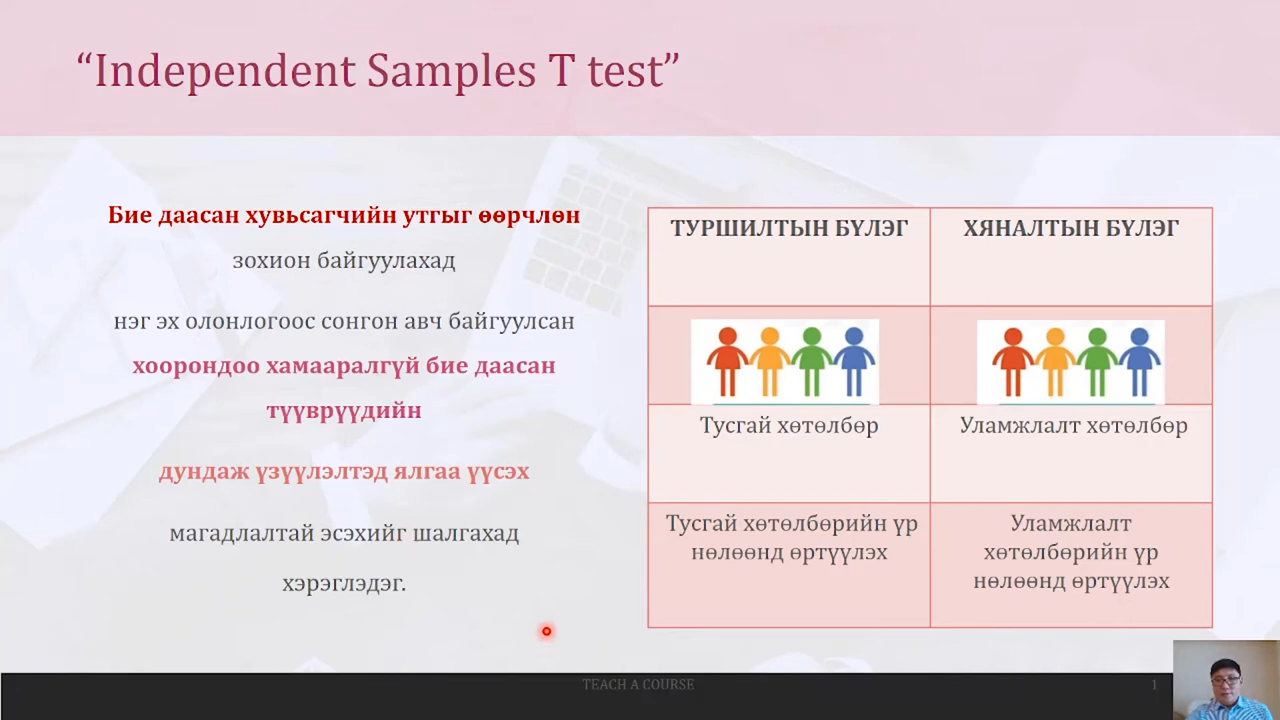 “Independent Samples T test”
Бие даасан хувьсагчийн утгыг өөрчлөн
зохион байгуулахад
нэг эх олонлогоос сонгон авч байгуулсан
хоорондоо хамааралгүй бие даасан
түүврүүдийн
дундаж үзүүлэлтэд ялгаа үүсэх
магадлалтай эсэхийг шалгахад
хэрэглэдэг.
ТУРШИЛТЫН БҮЛЭГ
ХЯНАЛТЫН БҮЛЭГ
Тусгай хөтөлбөр
Уламжлалт хөтөлбөр
Тусгай хөтөлбөрийн үр
нөлөөнд өртүүлэх
Уламжлалт
хөтөлбөрийн үр
нөлөөнд өртүүлэх
TEACH A COURSE
1